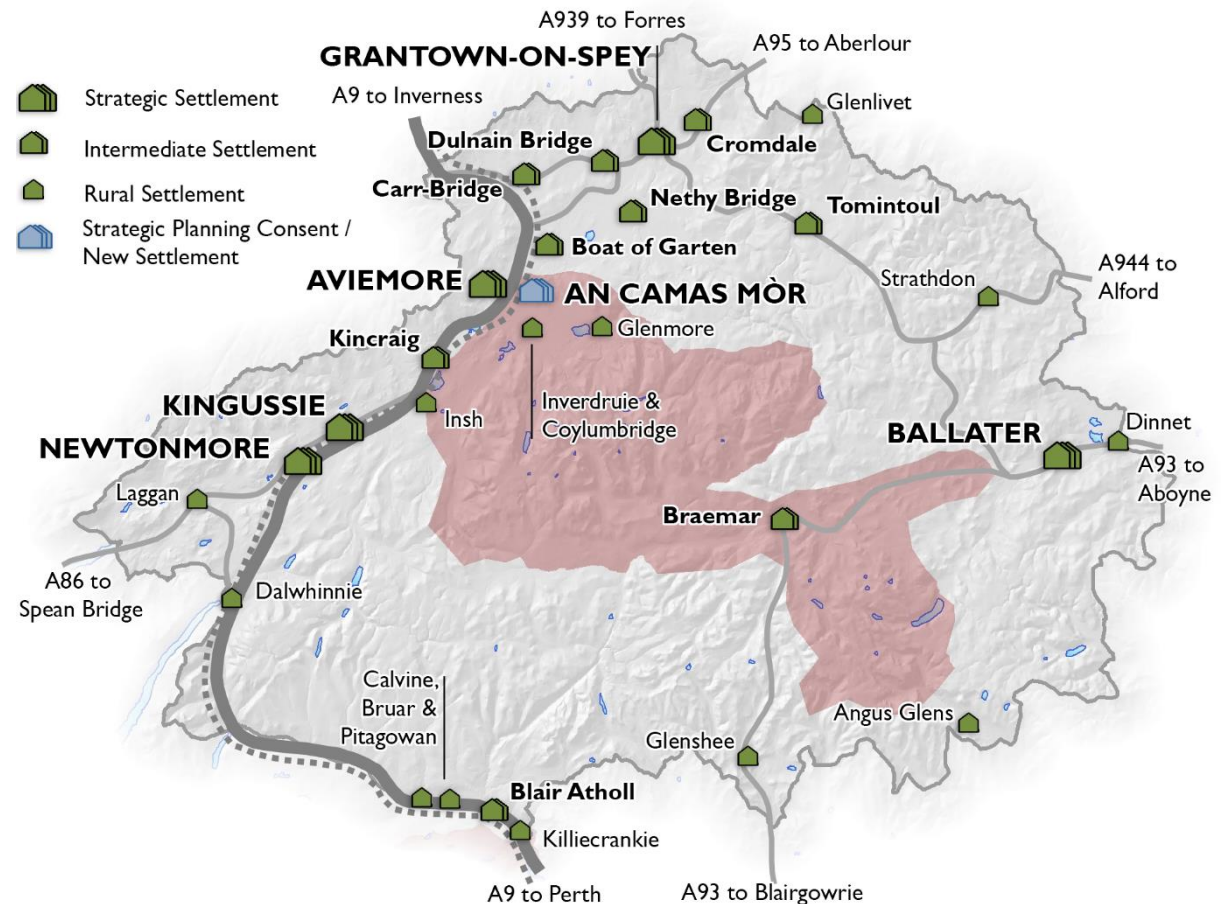 A939 to Forres
A95 to Aberlour
GRANTOWN-ON-SPEY
Strategic Settlement
A9 to Inverness
Glenlivet
Intermediate Settlement
Dulnain Bridge
Cromdale
Rural Settlement
Carr-Bridge
Nethy Bridge
Tomintoul
Strategic Planning Consent /
New Settlement
Boat of Garten
AVIEMORE
AN CAMAS MÒR
Strathdon
A944 to
Alford
Glenmore
Kincraig
KINGUSSIE
Insh
Inverdruie &
Coylumbridge
NEWTONMORE
BALLATER
Dinnet
A93 to
Aboyne
Laggan
Braemar
A86 to
Spean Bridge
Dalwhinnie
Calvine,
Bruar &
Pitagowan
Angus Glens
Glenshee
Blair Atholl
Killiecrankie
A9 to Perth
A93 to Blairgowrie